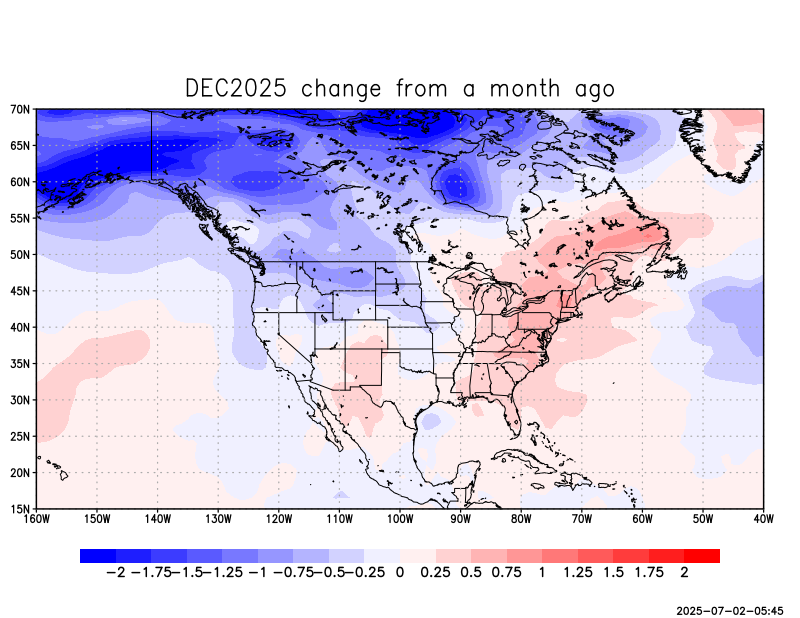 DEC2025 change from a month ago
70N
65N
60N
55N
50N
45N
40N
35N
30N
25N
20N
15N
160W 150W 140W 130W 120W 110W 100W 90W 80W 70W 60W 50W 40W
−2 −1.75 −1.5 −1.25 −1 −0.75 −0.5 −0.25 0 0.25 0.5 0.75 1 1.25 1.5 1.75 2
2025-07-02-05:45